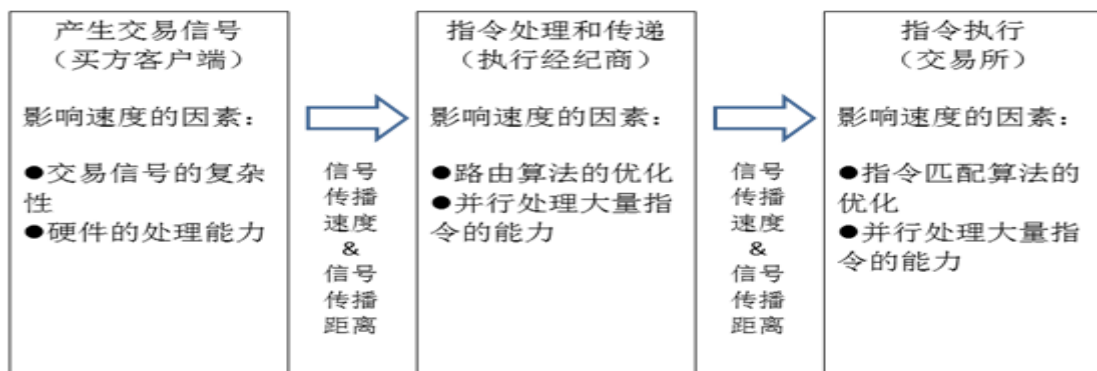 产生交易信号
（买方客户端）
影响速度的因素：
●交易信号的复杂
性
●硬件的处理能力
信号
传播
速度
&
信号
传播
距离
指令处理和传递
（执行经纪商）
影响速度的因素：
●路由算法的优化
●并行处理大量指
令的能力
信号
传播
速度
&
信号
传播
距离
指令执行
（交易所）
影响速度的因素：
●指令匹配算法的
优化
●并行处理大量指
令的能力